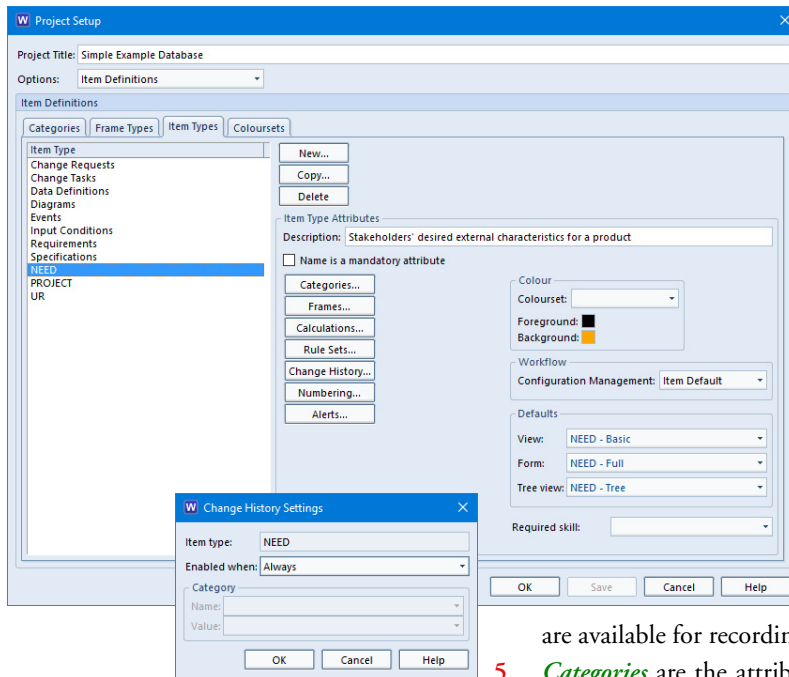 W Project Setup
Project Title: Simple Example Database
Options: Item Definitions
Item Definitions
Categories Frame Types Item Types Coloursets
Item Type
Change Requests
Change Tasks
Data Definitions
Diagrams
Events
Input Conditions
Requirements
Specifications
NEED
PROJECT
UR
New...
Copy...
Delete
Item Type Attributes
Description: Stakeholders' desired external characteristics for a product
Name is a mandatory attribute
Categories...
Frames...
Calculations...
Rule Sets...
Change History...
Numbering...
Alerts...
Colour
Colourset:
Foreground:
Background:
Workflow
Configuration Management: Item Default
Defaults
View: NEED - Basic
Form: NEED - Full
Tree view: NEED - Tree
Required skill:
OK Save Cancel Help
W Change History Settings
Item type: NEED
Enabled when: Always
Category
Name:
Value:
OK Cancel Help
are available for
5. Categories are the